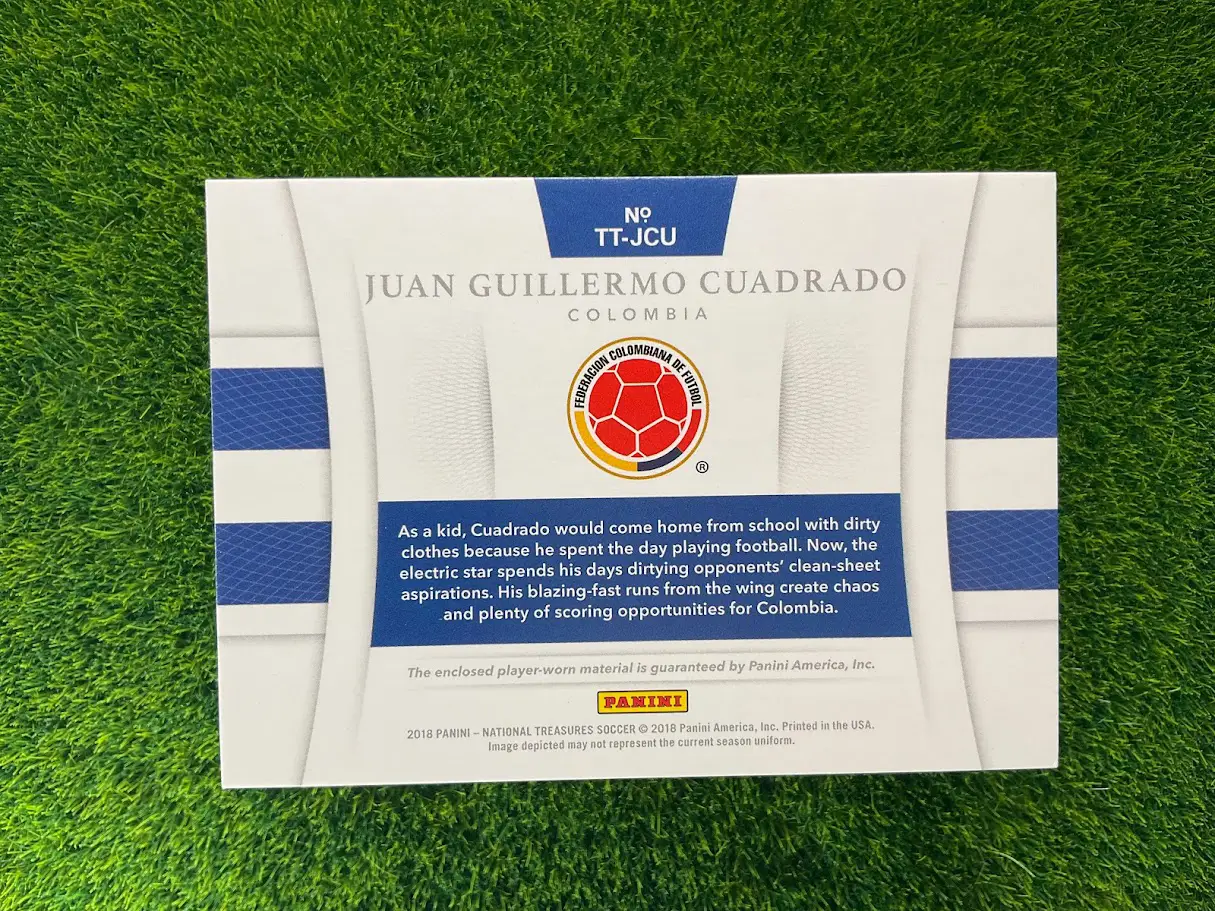 Nº
TT-JCU
JUAN GUILLERMO CUADRADO
COLOMBIA
FEDERACION COLOMBIANA DE FUTBOL
®
As a kid, Cuadrado would come home from school with dirty
clothes because he spent the day playing football. Now, the
electric star spends his days dirtying opponents’ clean-sheet
aspirations. His blazing-fast runs from the wing create chaos
and plenty of scoring opportunities for Colombia.
The enclosed player-worn material is guaranteed by Panini America, Inc.
PANINI
2018 PANINI – NATIONAL TREASURES SOCCER © 2018 Panini America, Inc. Printed in the USA.
Image depicted may not represent the current season uniform.